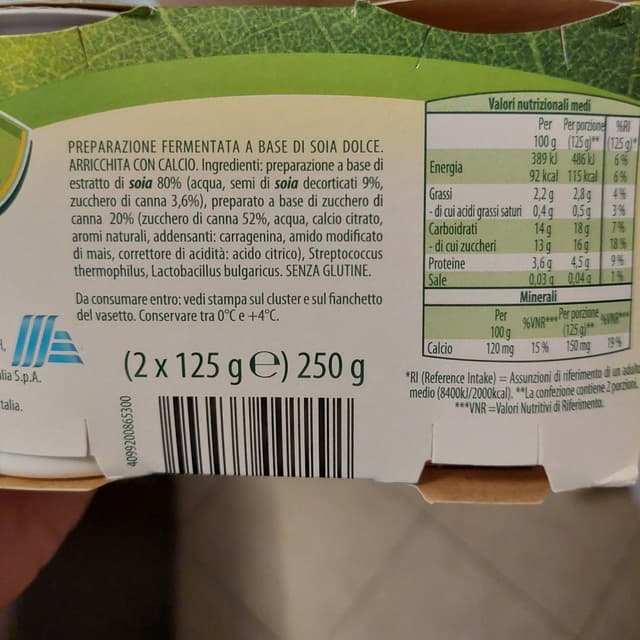 PREPARAZIONE FERMENTATA A BASE DI SOIA DOLCE.
ARRICCHITA CON CALCIO. Ingredienti: preparazione a base di
estratto di soia 80% (acqua, semi di soia decorticati 9%,
zucchero di canna 3,6%), preparato a base di zucchero di
canna 20% (zucchero di canna 52%, acqua, calcio citrato,
aromi naturali, addensanti: carragenina, amido modificato
di mais, correttore di acidità: acido citrico), Streptococcus
thermophilus, Lactobacillus bulgaricus. SENZA GLUTINE.
Da consumare entro: vedi stampa sul cluster e sul fianchetto
del vasetto. Conservare tra 0°C e +4°C.
(2 x 125 g ℮) 250 g
4099200865300
lia S.p.A.
talia.
Valori nutrizionali medi
Per 100 g Per porzione (125 g)** %RI (125 g)*
Energia 389 kJ 486 kJ 6%
92 kcal 115 kcal 6%
Grassi 2,2 g 2,8 g 4%
- di cui acidi grassi saturi 0,4 g 0,5 g 3%
Carboidrati 14 g 18 g 7%
- di cui zuccheri 13 g 16 g 18%
Proteine 3,6 g 4,5 g 9%
Sale 0,03 g 0,04 g 1%
Minerali
Per 100 g %VNR*** Per porzione (125 g)** %VNR***
Calcio 120 mg 15% 150 mg 19%
*RI (Reference Intake) = Assunzioni di riferimento di un adulto
medio (8400kJ/2000kcal). **La confezione contiene 2 porzioni.
***VNR =Valori Nutritivi di Riferimento.